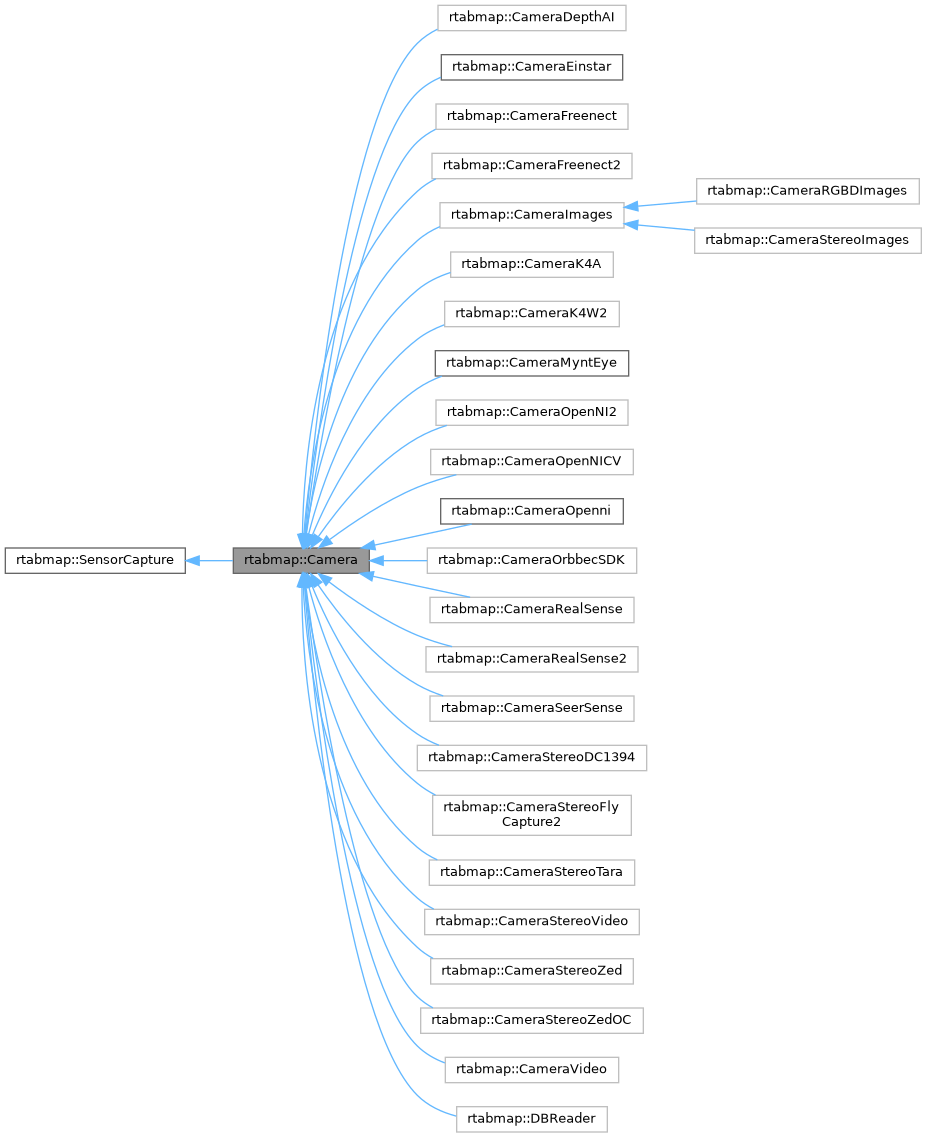 rtabmap::CameraDepthAI
rtabmap::CameraEinstar
rtabmap::CameraFreenect
rtabmap::CameraFreenect2
rtabmap::CameraRGBDImages
rtabmap::CameraImages
rtabmap::CameraStereoImages
rtabmap::CameraK4A
rtabmap::CameraK4W2
rtabmap::CameraMyntEye
rtabmap::CameraOpenNI2
rtabmap::CameraOpenNICV
rtabmap::CameraOpenni
rtabmap::SensorCapture
rtabmap::Camera
rtabmap::CameraOrbbecSDK
rtabmap::CameraRealSense
rtabmap::CameraRealSense2
rtabmap::CameraSeerSense
rtabmap::CameraStereoDC1394
rtabmap::CameraStereoFly
Capture2
rtabmap::CameraStereoTara
rtabmap::CameraStereoVideo
rtabmap::CameraStereoZed
rtabmap::CameraStereoZedOC
rtabmap::CameraVideo
rtabmap::DBReader